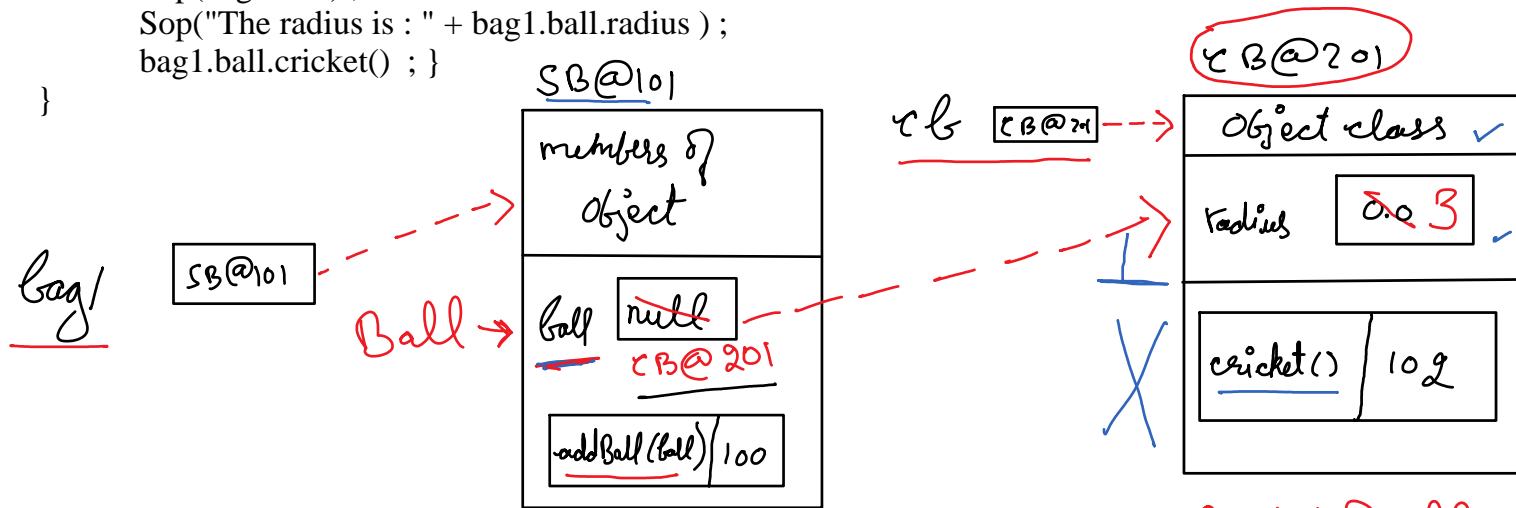 Sop("The radius is : " + bag1.ball.radius ) ;
bag1.ball.cricket()  ; }
}
SB@101
members of
Object
bag1
SB@101
Ball
ball
null
CB@201
addBall(ball)
100
CB@201
cb
CB@201
Object class
radius
0.0 3
cricket()
102